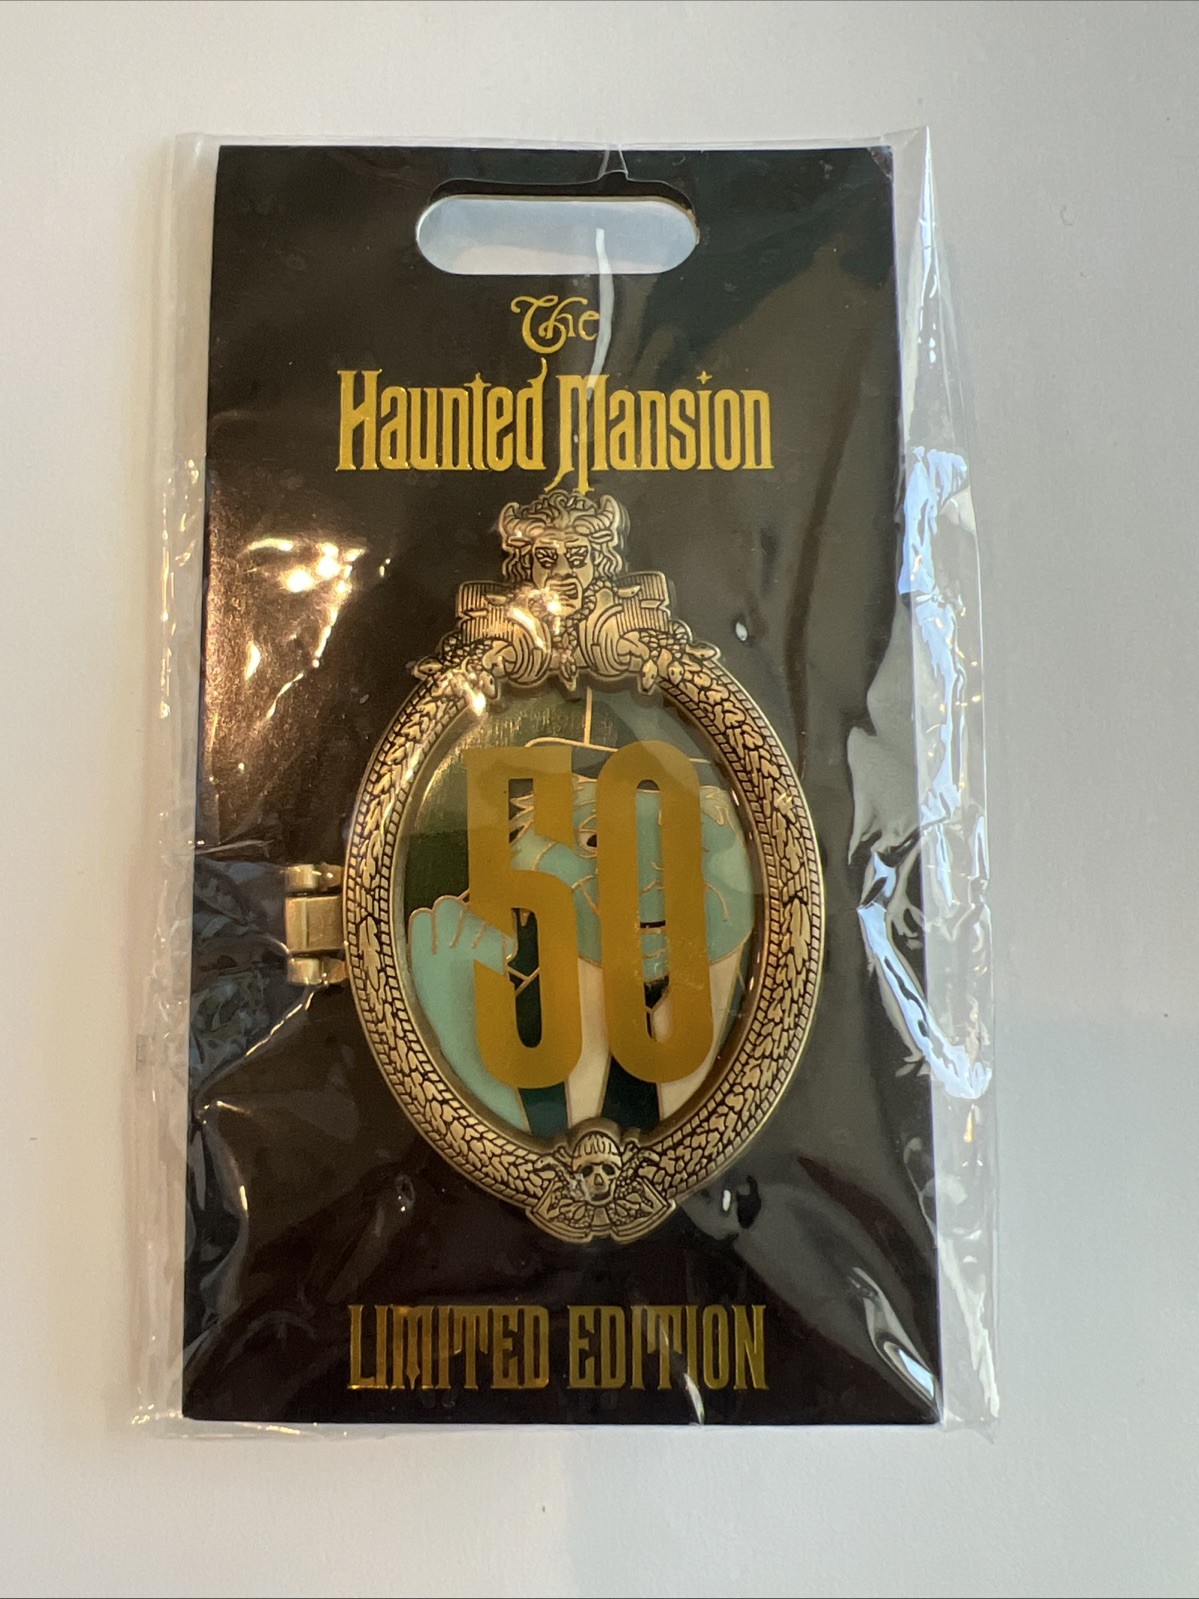 The
Haunted Mansion
50
LIMITED EDITION